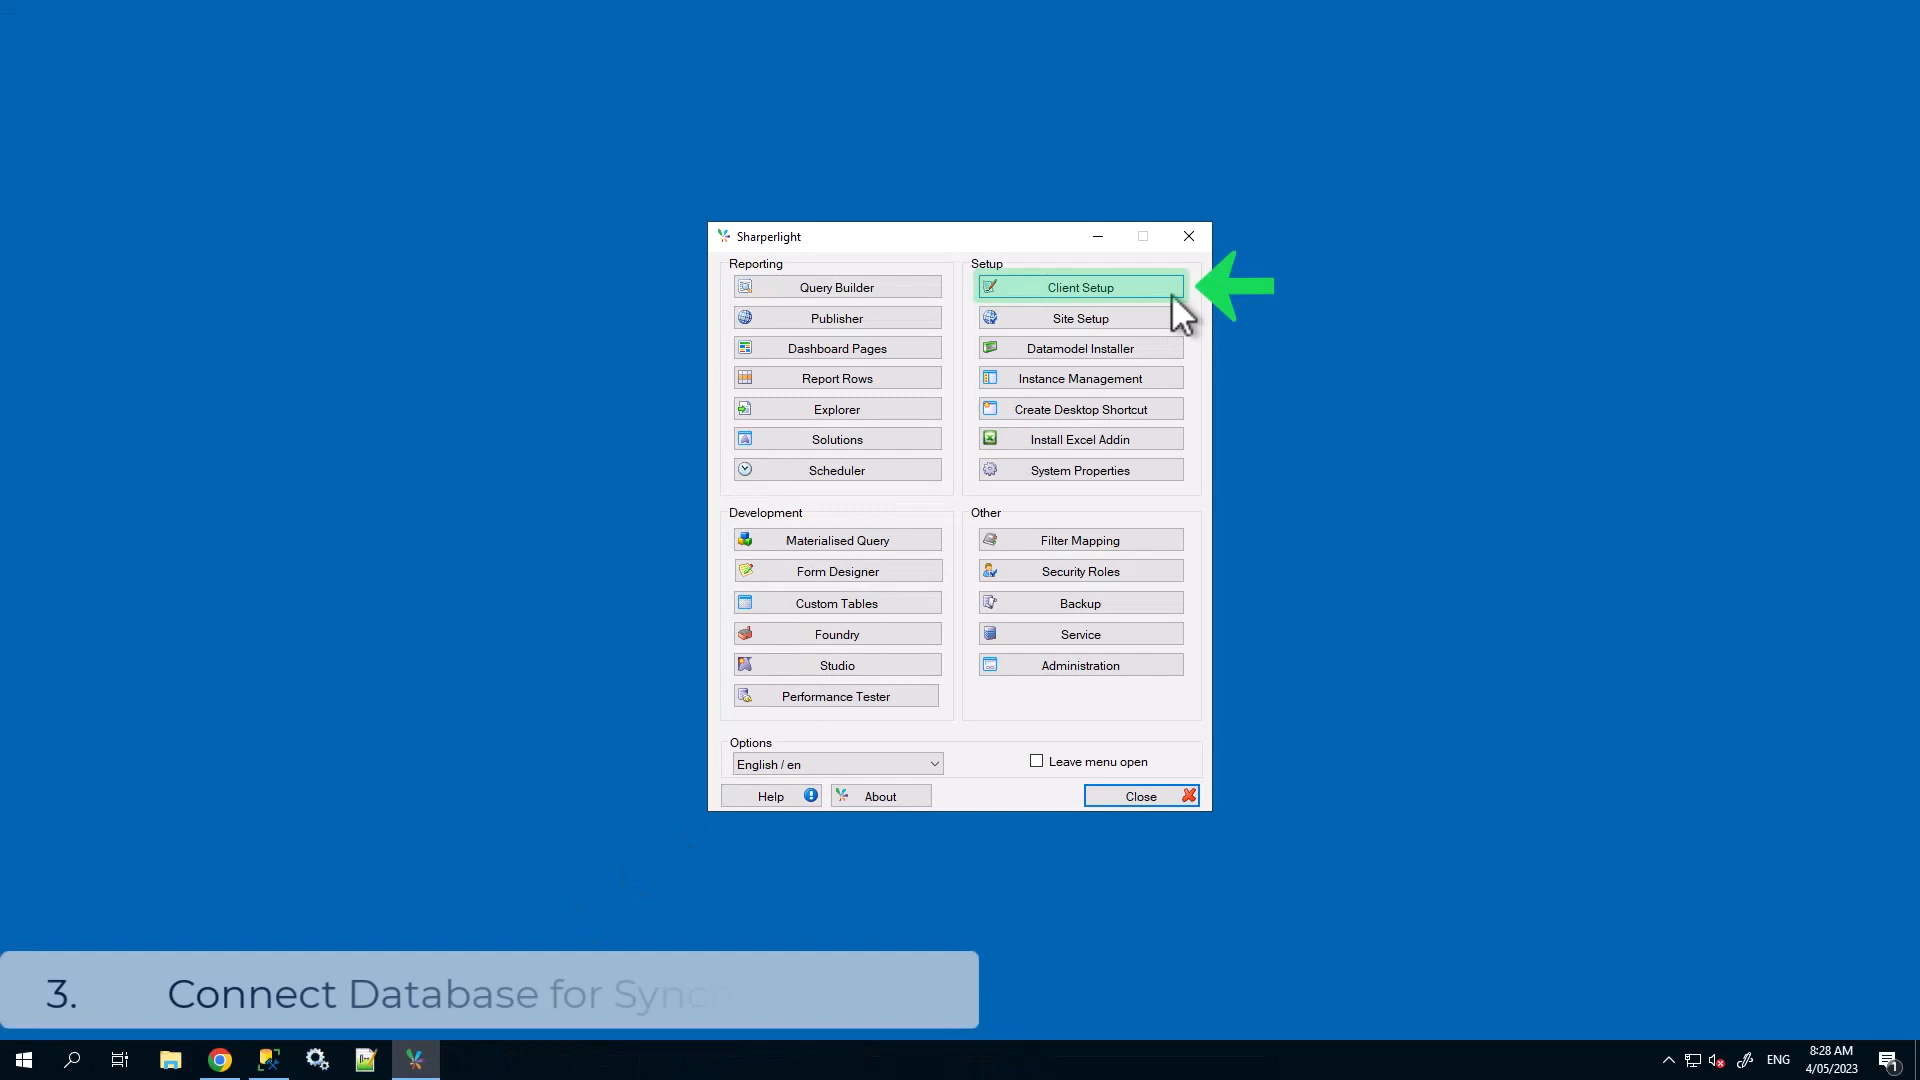 Sharperlight
Reporting
Query Builder
Publisher
Dashboard Pages
Report Rows
Explorer
Solutions
Scheduler
Setup
Client Setup
Site Setup
Datamodel Installer
Instance Management
Create Desktop Shortcut
Install Excel Addin
System Properties
Development
Materialised Query
Form Designer
Custom Tables
Foundry
Studio
Performance Tester
Other
Filter Mapping
Security Roles
Backup
Service
Administration
Options
English / en
Leave menu open
Help
About
Close
3. Connect Database for Synch
ENG
8:28 AM
4/05/2023
1